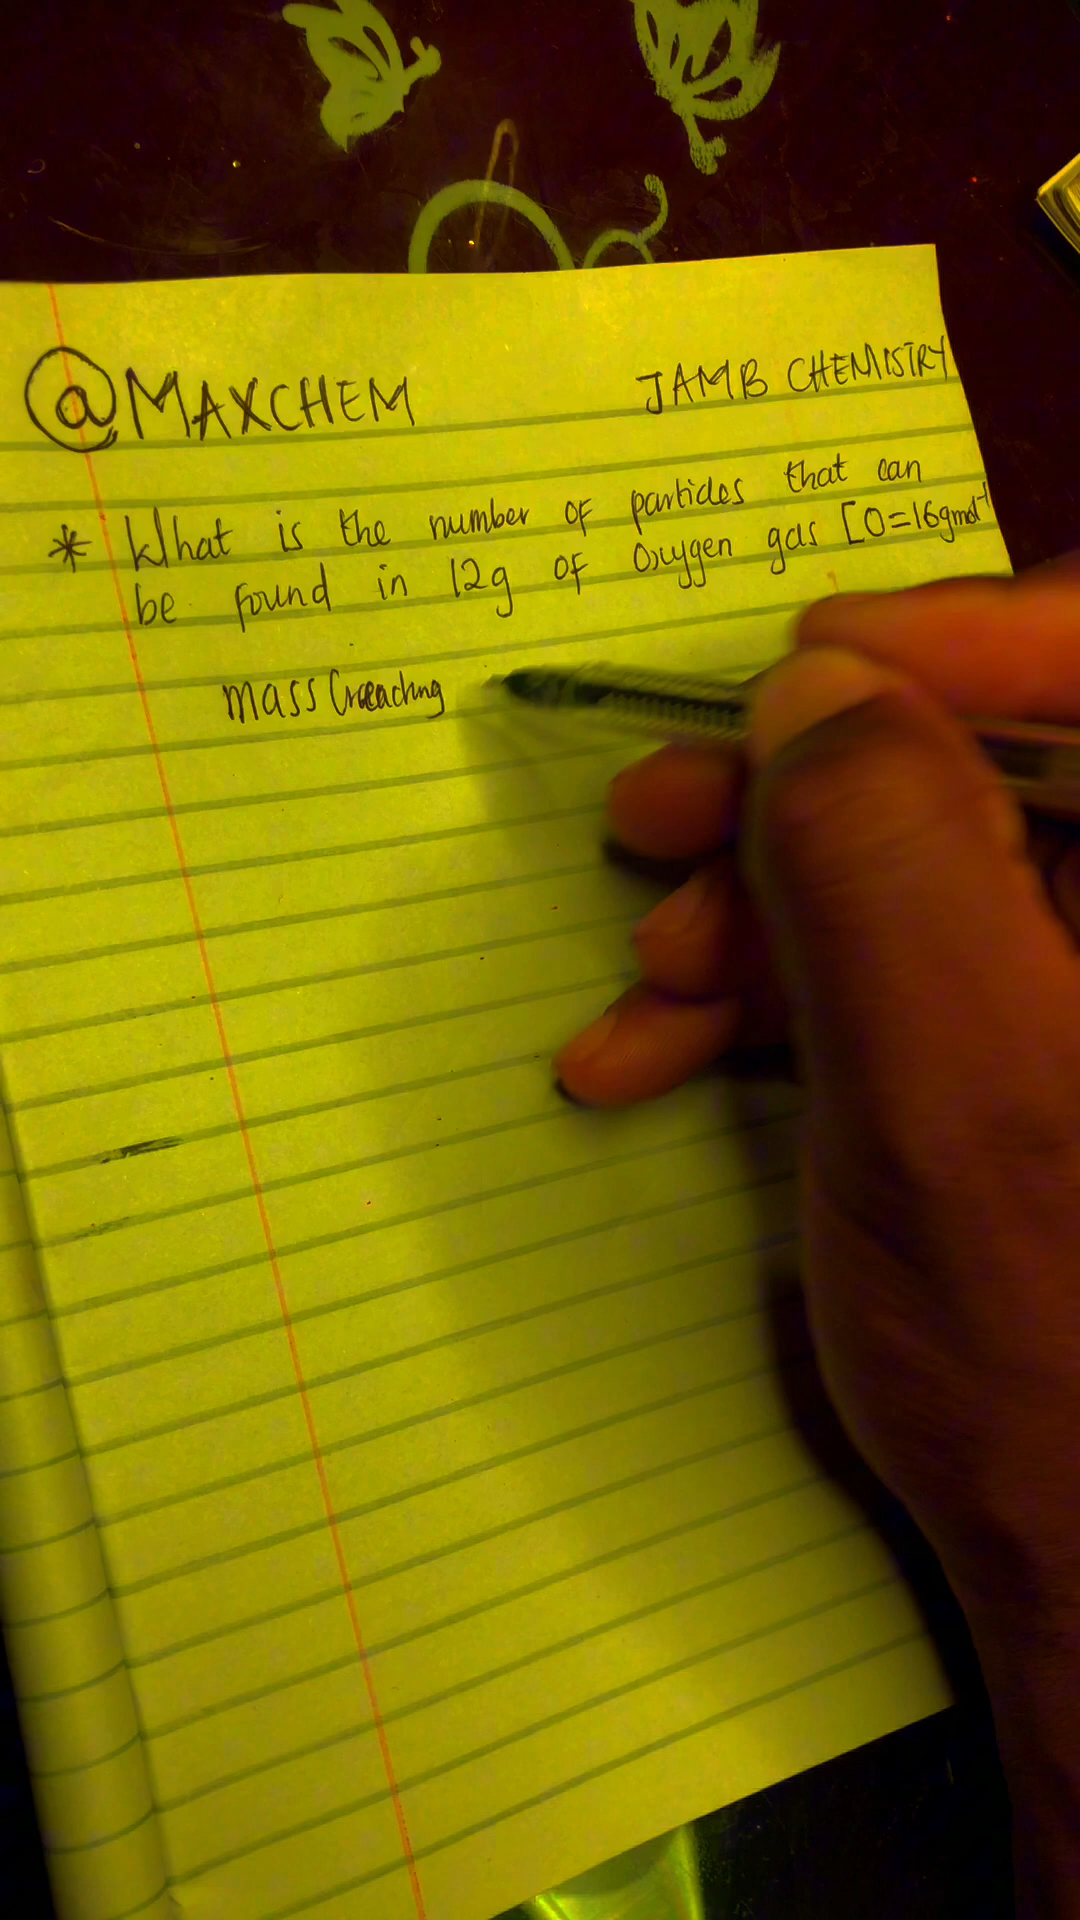 @MAXCHEM JAMB CHEMISTRY
* What is the number of particles that can
be found in 12g of Oxygen gas [O=16gmol⁻¹
mass